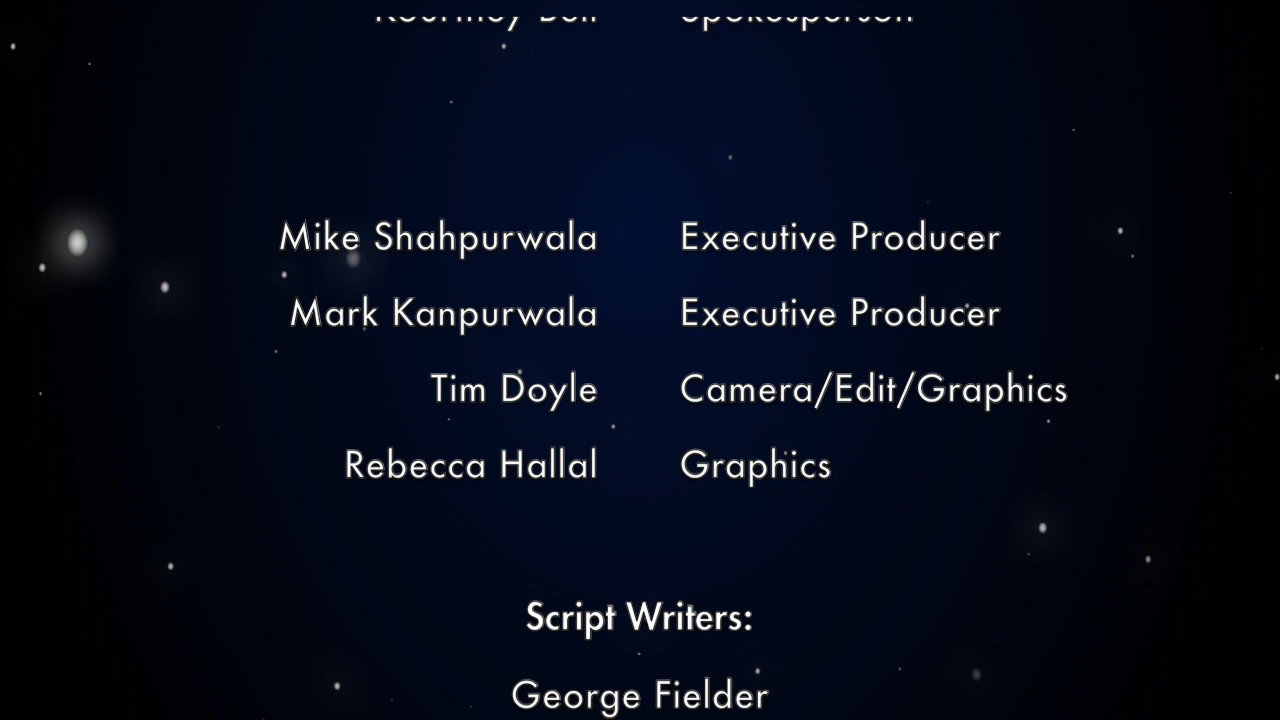 Spokesperson
Mike Shahpurwala Executive Producer
Mark Kanpurwala Executive Producer
Tim Doyle Camera/Edit/Graphics
Rebecca Hallal Graphics
Script Writers:
George Fielder